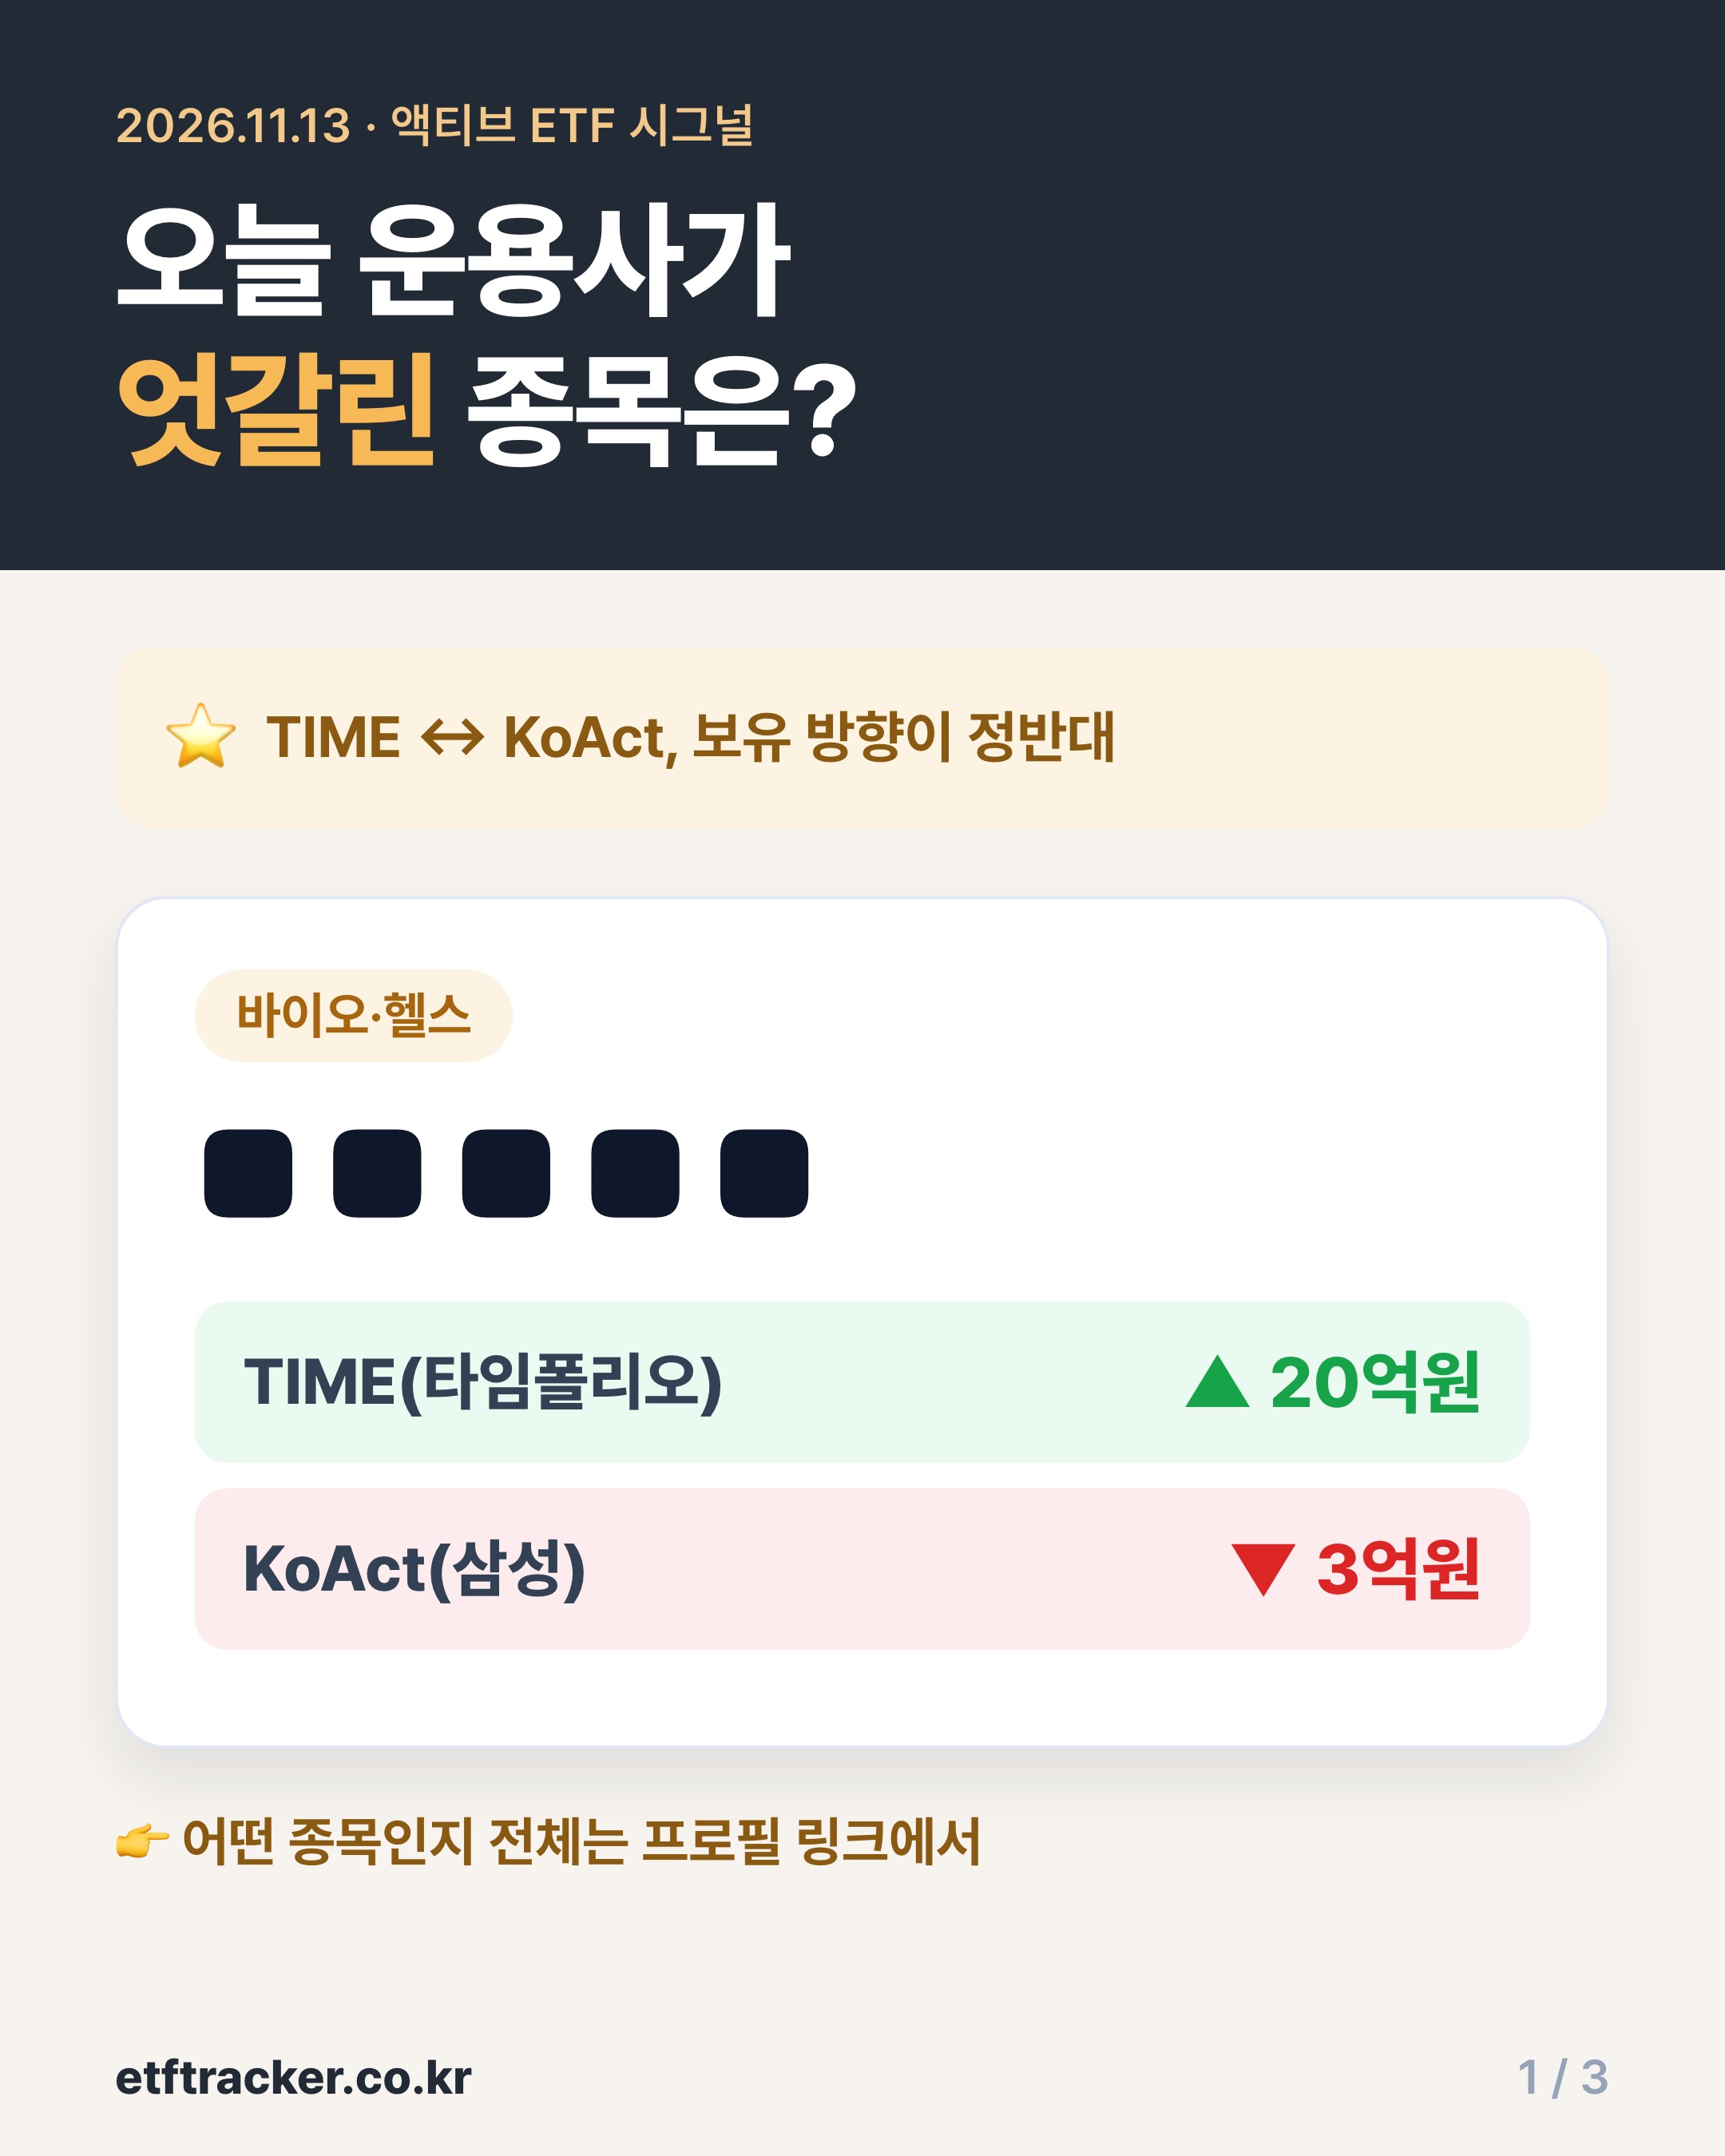 2026.11.13 · 액티브 ETF 시그널
오늘 운용사가
엇갈린 종목은?
⭐ TIME ↔ KoAct, 보유 방향이 정반대
바이오·헬스
■ ■ ■ ■ ■
TIME(타임폴리오) ▲ 20억원
KoAct(삼성) ▼ 3억원
👉 어떤 종목인지 전체는 프로필 링크에서
etftracker.co.kr
1 / 3